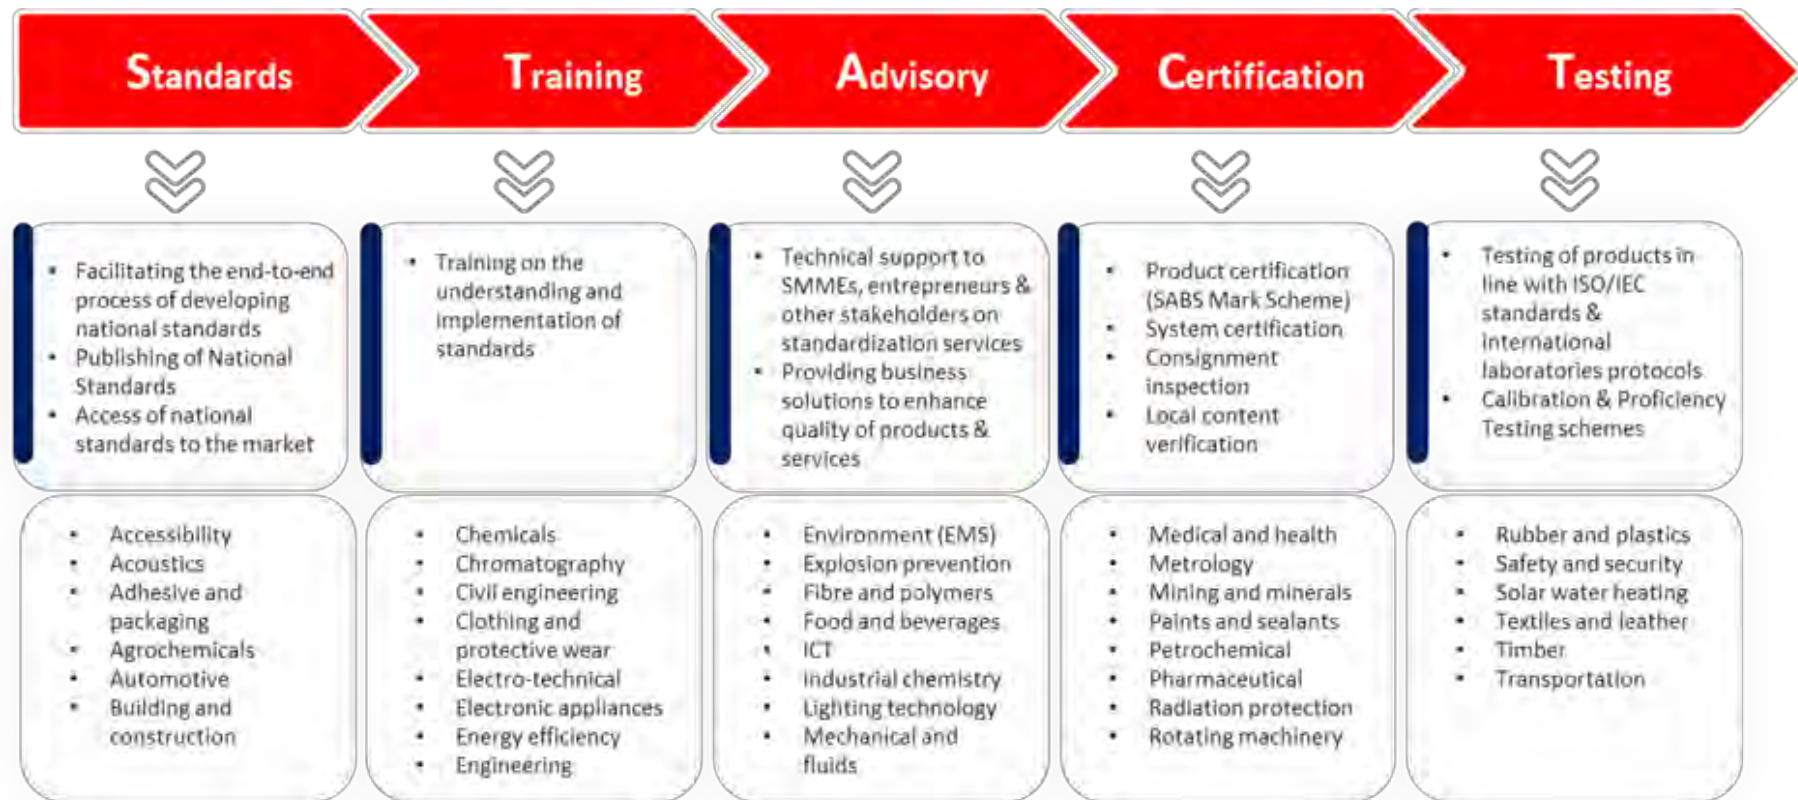 Standards
Training
Advisory
Certification
Testing
▪ Facilitating the end-to-end
process of developing
national standards
▪ Publishing of National
Standards
▪ Access of national
standards to the market
▪ Training on the
understanding and
implementation of
standards
▪ Technical support to
SMMEs, entrepreneurs &
other stakeholders on
standardization services
▪ Providing business
solutions to enhance
quality of products &
services
▪ Product certification
(SABS Mark Scheme)
▪ System certification
▪ Consignment
inspection
▪ Local content
verification
▪ Testing of products in
line with ISO/IEC
standards &
international
laboratories protocols
▪ Calibration & Proficiency
Testing schemes
▪ Accessibility
▪ Acoustics
▪ Adhesive and
packaging
▪ Agrochemicals
▪ Automotive
▪ Building and
construction
▪ Chemicals
▪ Chromatography
▪ Civil engineering
▪ Clothing and
protective wear
▪ Electro-technical
▪ Electronic appliances
▪ Energy efficiency
▪ Engineering
▪ Environment (EMS)
▪ Explosion prevention
▪ Fibre and polymers
▪ Food and beverages
▪ ICT
▪ Industrial chemistry
▪ Lighting technology
▪ Mechanical and
fluids
▪ Medical and health
▪ Metrology
▪ Mining and minerals
▪ Paints and sealants
▪ Petrochemical
▪ Pharmaceutical
▪ Radiation protection
▪ Rotating machinery
▪ Rubber and plastics
▪ Safety and security
▪ Solar water heating
▪ Textiles and leather
▪ Timber
▪ Transportation